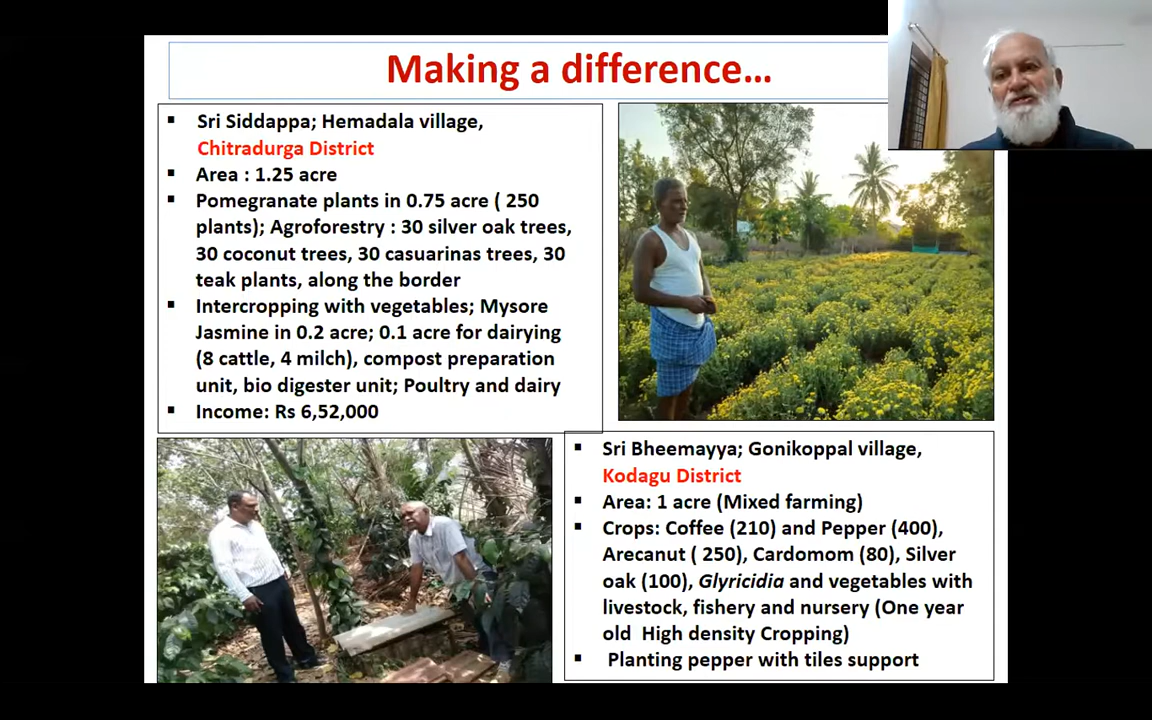 Making a difference...
▪ Sri Siddappa; Hemadala village,
Chitradurga District
▪ Area : 1.25 acre
▪ Pomegranate plants in 0.75 acre ( 250
plants); Agroforestry : 30 silver oak trees,
30 coconut trees, 30 casuarinas trees, 30
teak plants, along the border
▪ Intercropping with vegetables; Mysore
Jasmine in 0.2 acre; 0.1 acre for dairying
(8 cattle, 4 milch), compost preparation
unit, bio digester unit; Poultry and dairy
▪ Income: Rs 6,52,000
▪ Sri Bheemayya; Gonikoppal village,
Kodagu District
▪ Area: 1 acre (Mixed farming)
▪ Crops: Coffee (210) and Pepper (400),
Arecanut ( 250), Cardomom (80), Silver
oak (100), Glyricidia and vegetables with
livestock, fishery and nursery (One year
old High density Cropping)
▪ Planting pepper with tiles support